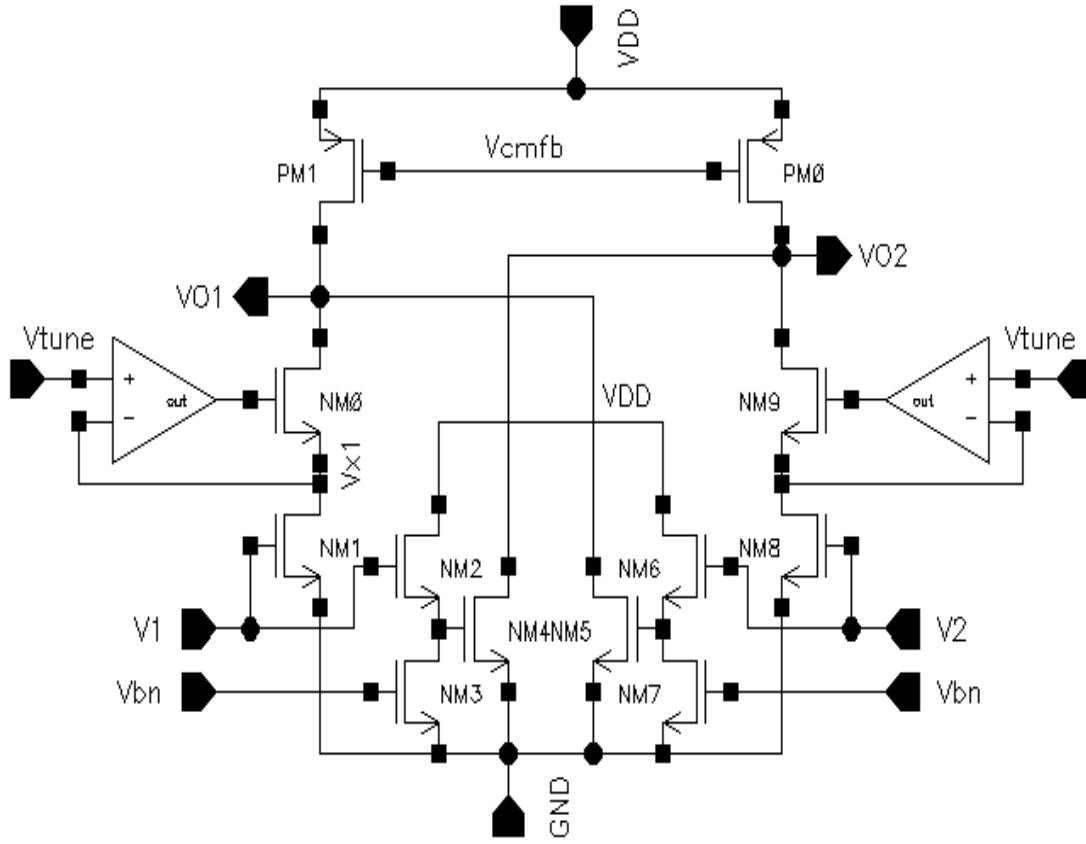 VDD
Vcmfb
PM1
PMØ
VO2
VO1
Vtune
Vtune
+
out
-
NMØ
VDD
NM9
+
out
-
Vx1
NM1
NM2
NM6
NM8
V1
NM4NM5
V2
Vbn
NM3
NM7
Vbn
GND